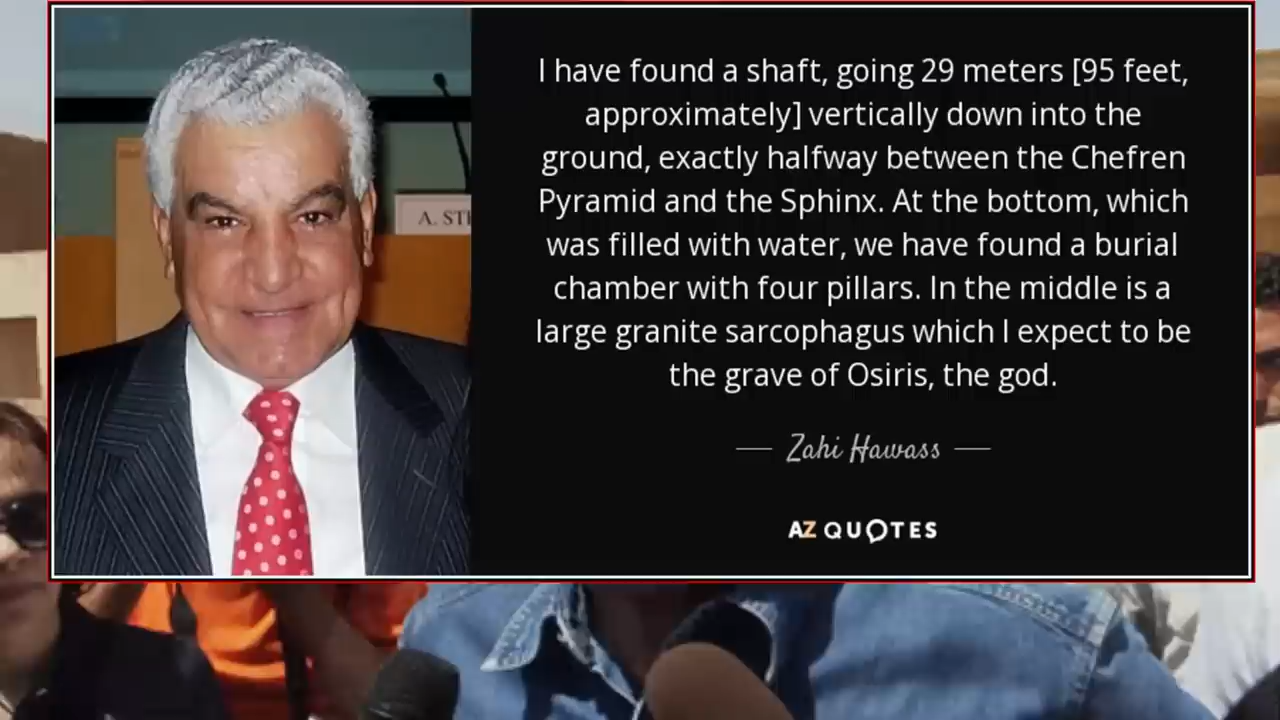 I have found a shaft, going 29 meters [95 feet,
approximately] vertically down into the
ground, exactly halfway between the Chefren
Pyramid and the Sphinx. At the bottom, which
was filled with water, we have found a burial
chamber with four pillars. In the middle is a
large granite sarcophagus which I expect to be
the grave of Osiris, the god.
Zahi Hawass
AZ QUOTES
A. STE